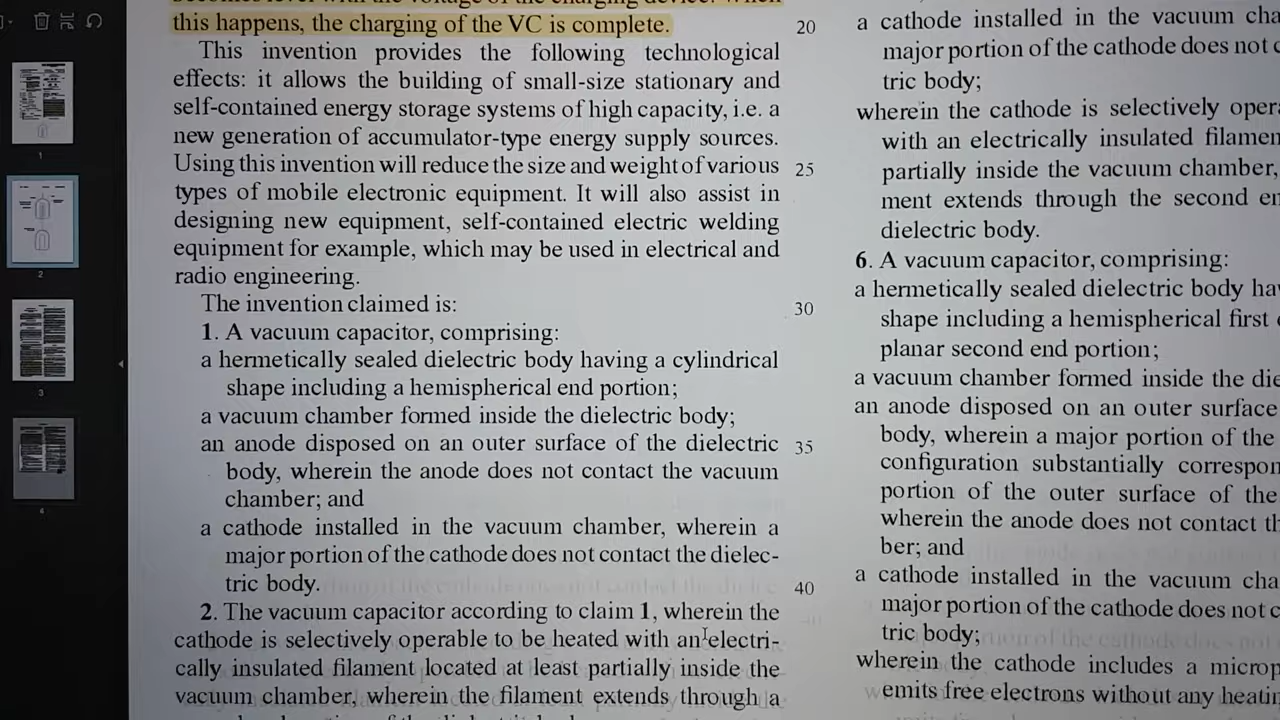 this happens, the charging of the VC is complete.
This invention provides the following technological
effects: it allows the building of small-size stationary and
self-contained energy storage systems of high capacity, i.e. a
new generation of accumulator-type energy supply sources.
Using this invention will reduce the size and weight of various
types of mobile electronic equipment. It will also assist in
designing new equipment, self-contained electric welding
equipment for example, which may be used in electrical and
radio engineering.
The invention claimed is:
1. A vacuum capacitor, comprising:
a hermetically sealed dielectric body having a cylindrical
shape including a hemispherical end portion;
a vacuum chamber formed inside the dielectric body;
an anode disposed on an outer surface of the dielectric
body, wherein the anode does not contact the vacuum
chamber; and
a cathode installed in the vacuum chamber, wherein a
major portion of the cathode does not contact the dielec-
tric body.
2. The vacuum capacitor according to claim 1, wherein the
cathode is selectively operable to be heated with an electri-
cally insulated filament located at least partially inside the
vacuum chamber, wherein the filament extends through a
20
25
30
35
40
a cathode installed in the vacuum cha
major portion of the cathode does not c
tric body;
wherein the cathode is selectively oper
with an electrically insulated filamen
partially inside the vacuum chamber,
ment extends through the second en
dielectric body.
6. A vacuum capacitor, comprising:
a hermetically sealed dielectric body ha
shape including a hemispherical first
planar second end portion;
a vacuum chamber formed inside the die
an anode disposed on an outer surface
body, wherein a major portion of the
configuration substantially correspon
portion of the outer surface of the
wherein the anode does not contact th
ber; and
a cathode installed in the vacuum cha
major portion of the cathode does not c
tric body;
wherein the cathode includes a microp
emits free electrons without any heatin
1
2
3
4